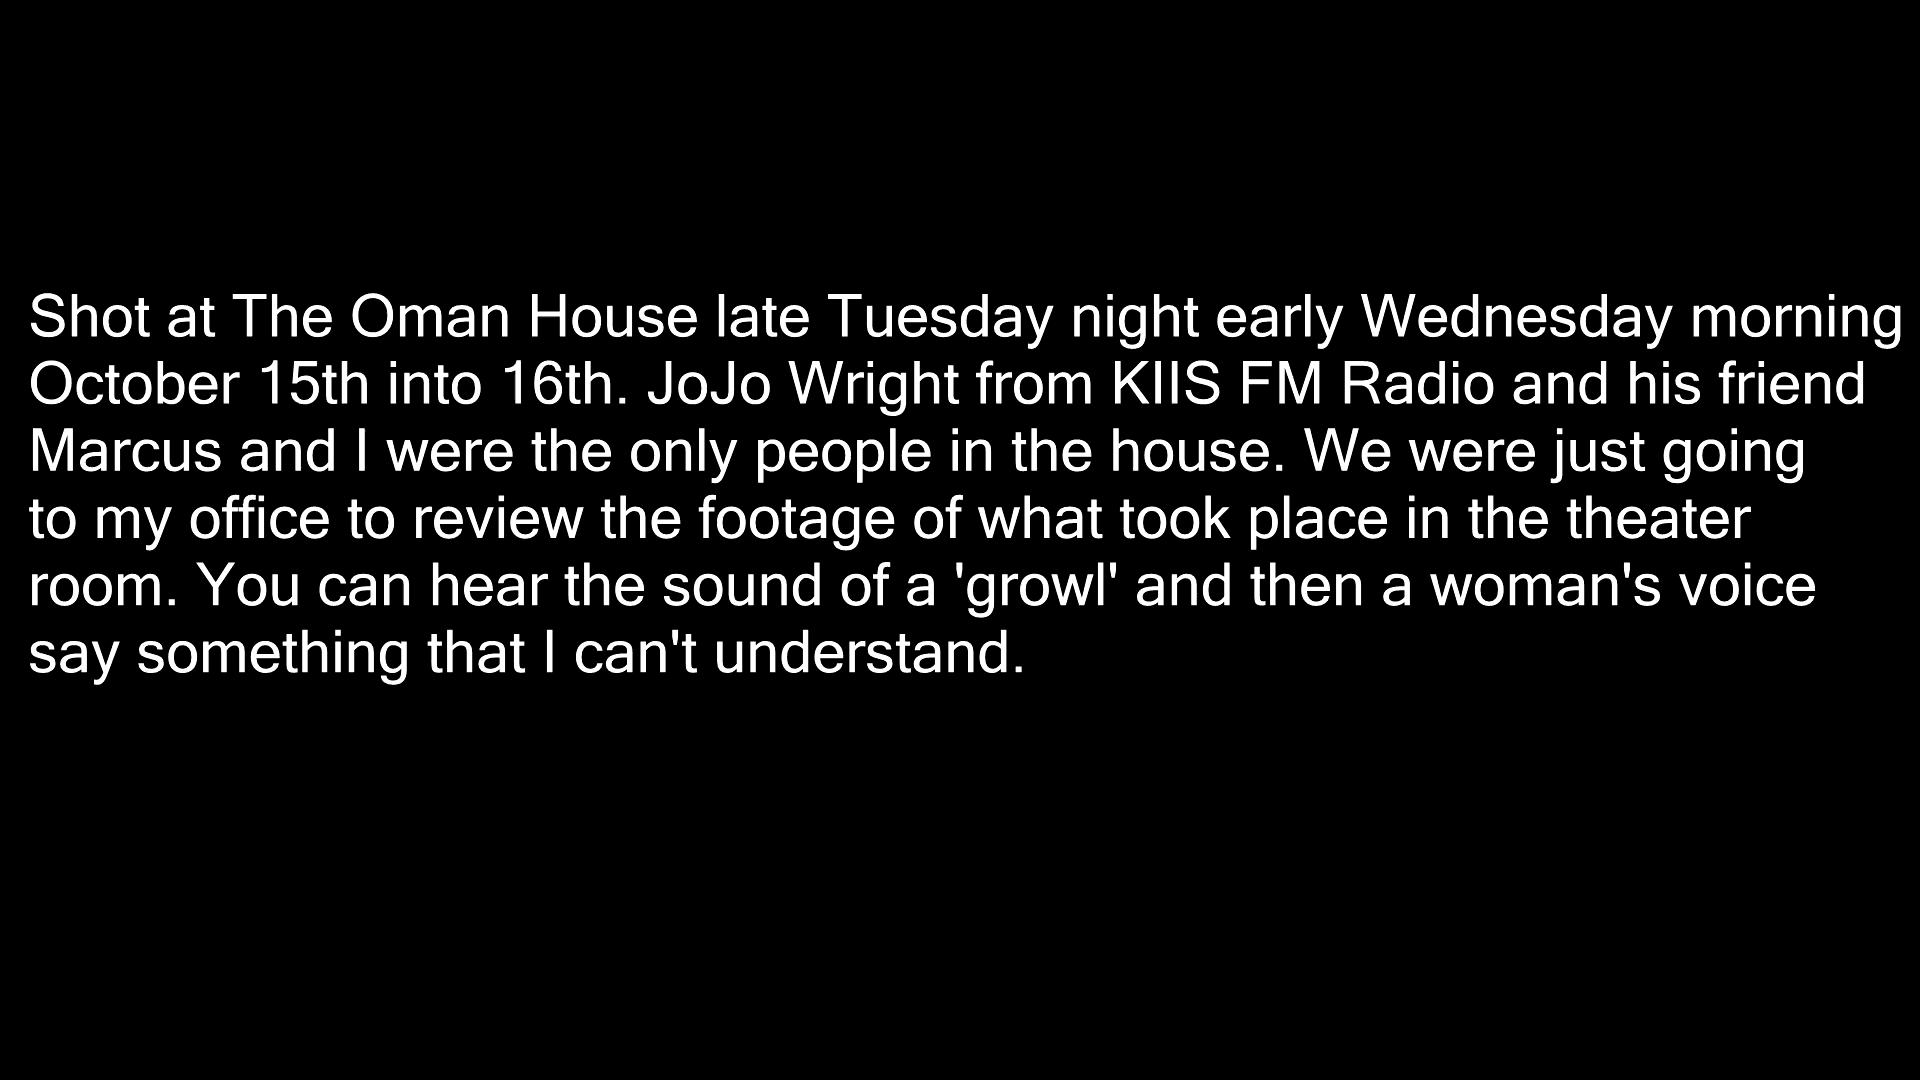 Shot at The Oman House late Tuesday night early Wednesday morning
October 15th into 16th. JoJo Wright from KIIS FM Radio and his friend
Marcus and I were the only people in the house. We were just going
to my office to review the footage of what took place in the theater
room. You can hear the sound of a 'growl' and then a woman's voice
say something that I can't understand.